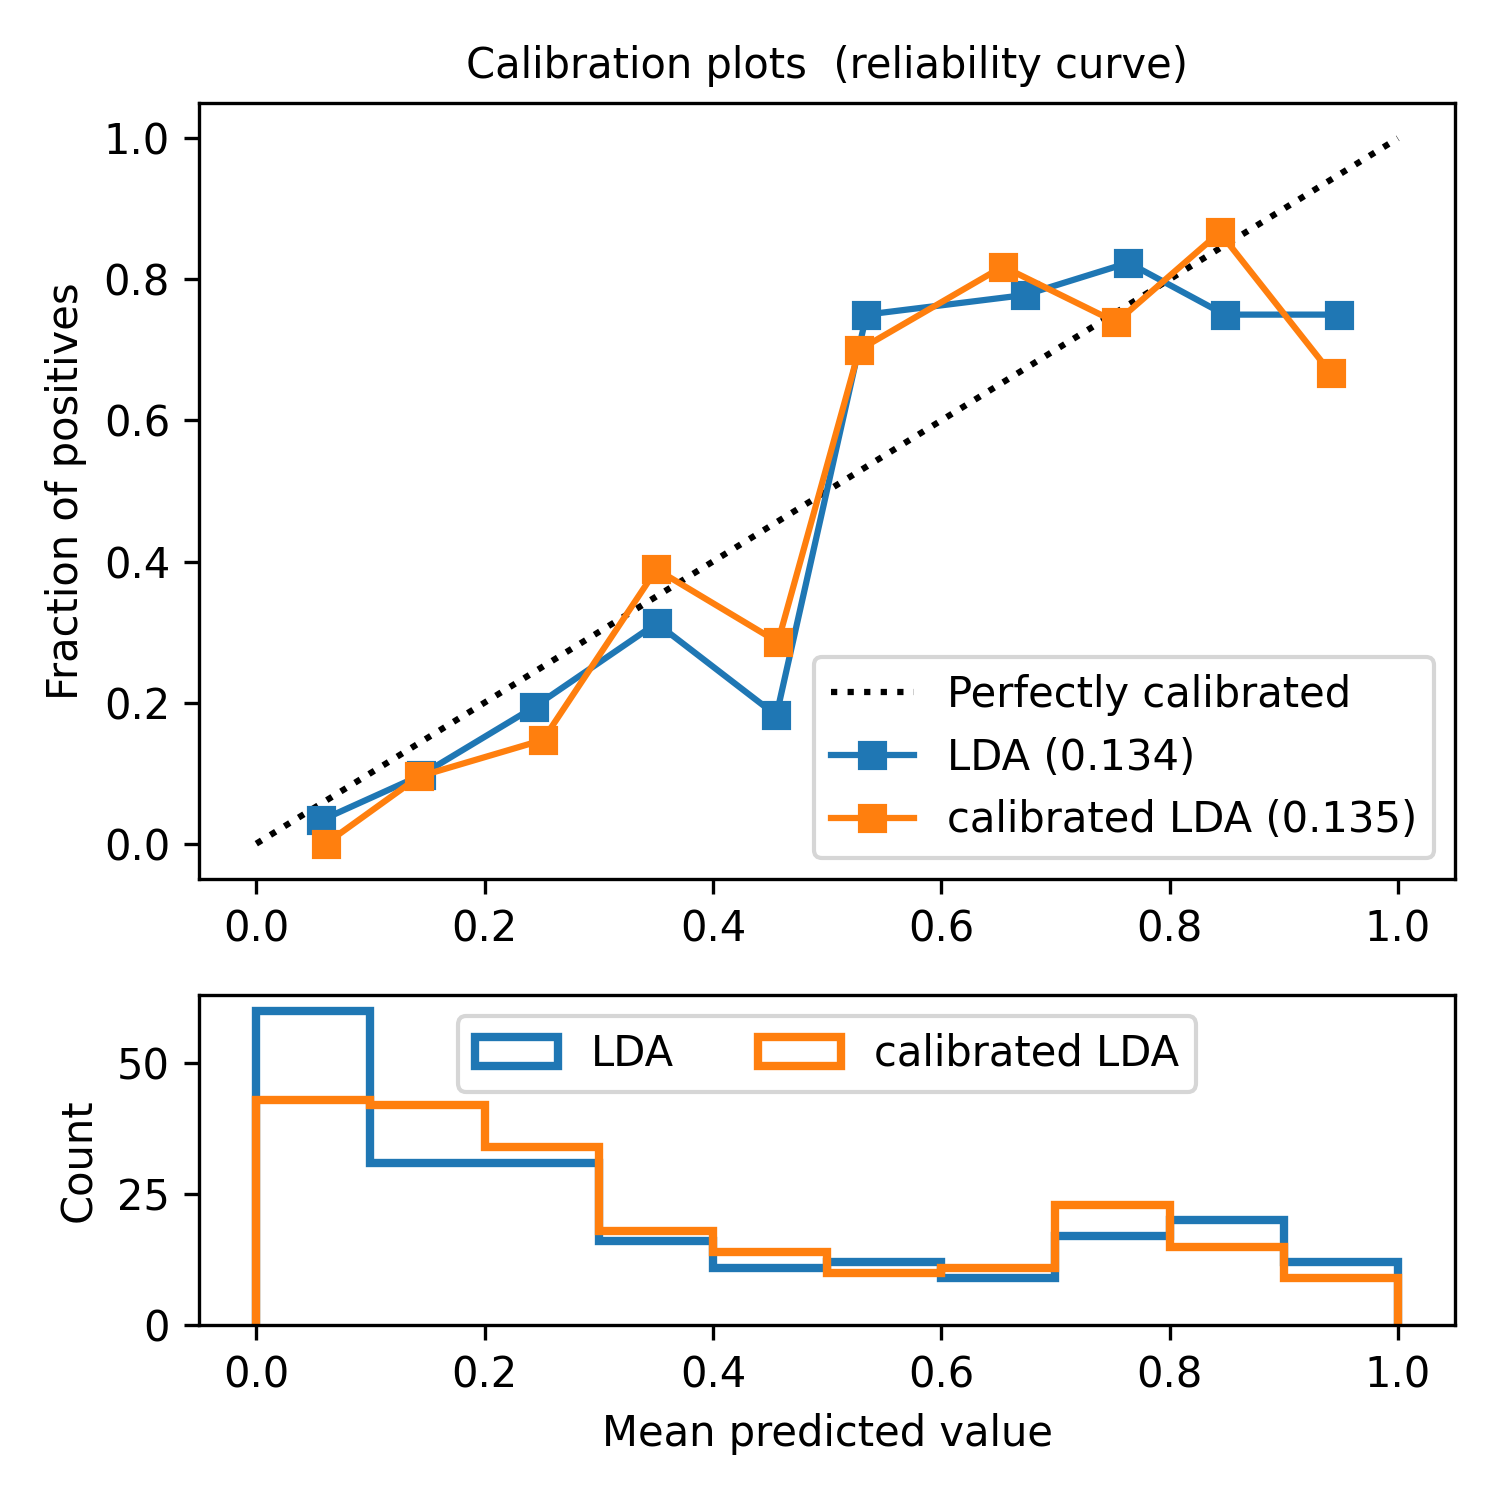 Calibration plots  (reliability curve)
1.0
0.8
0.6
0.4
0.2
0.0
Fraction of positives
Perfectly calibrated
LDA (0.134)
calibrated LDA (0.135)
0.0 0.2 0.4 0.6 0.8 1.0
LDA calibrated LDA
50
25
0
Count
0.0 0.2 0.4 0.6 0.8 1.0
Mean predicted value